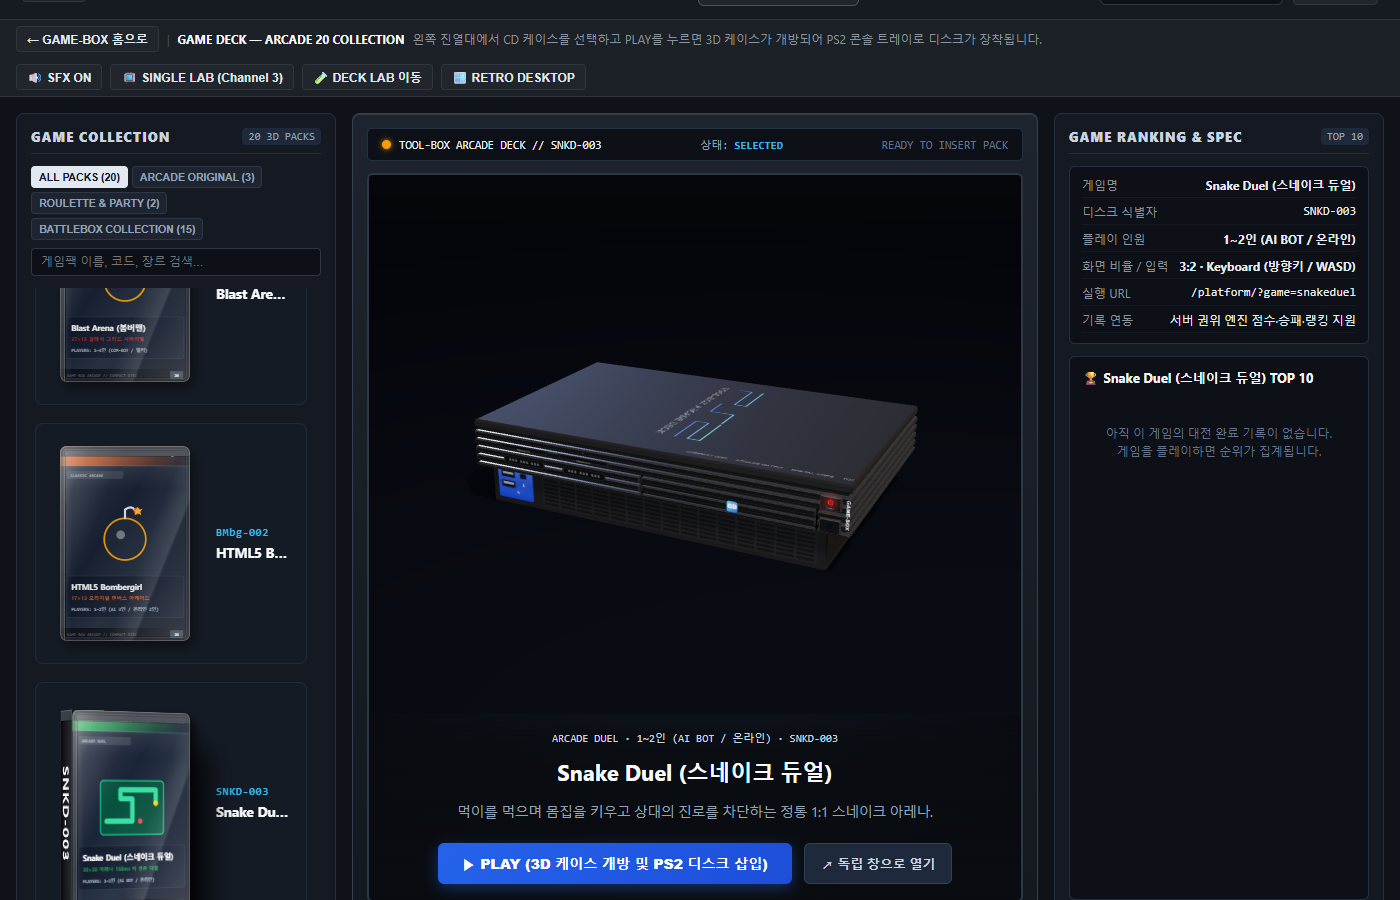 ← GAME-BOX 홈으로 | GAME DECK — ARCADE 20 COLLECTION 왼쪽 진열대에서 CD 케이스를 선택하고 PLAY를 누르면 3D 케이스가 개방되어 PS2 콘솔 트레이로 디스크가 장착됩니다.
SFX ON SINGLE LAB (Channel 3) DECK LAB 이동 RETRO DESKTOP
GAME COLLECTION 20 3D PACKS
ALL PACKS (20) ARCADE ORIGINAL (3)
ROULETTE & PARTY (2)
BATTLEBOX COLLECTION (15)
게임팩 이름, 코드, 장르 검색...
Blast Are...
Blast Arena (봄버맨)
CLASSIC ARCADE
BMbg-002
HTML5 B...
HTML5 Bombergirl
ARCADE DUEL
SNKD-003
SNKD-003
Snake Du...
Snake Duel (스네이크 듀얼)
TOOL-BOX ARCADE DECK // SNKD-003 상태: SELECTED READY TO INSERT PACK
GAME-BOX
ARCADE DUEL · 1~2인 (AI BOT / 온라인) · SNKD-003
Snake Duel (스네이크 듀얼)
먹이를 먹으며 몸집을 키우고 상대의 진로를 차단하는 정통 1:1 스네이크 아레나.
▶ PLAY (3D 케이스 개방 및 PS2 디스크 삽입) ↗ 독립 창으로 열기
GAME RANKING & SPEC TOP 10
게임명 Snake Duel (스네이크 듀얼)
디스크 식별자 SNKD-003
플레이 인원 1~2인 (AI BOT / 온라인)
화면 비율 / 입력 3:2 · Keyboard (방향키 / WASD)
실행 URL /platform/?game=snakeduel
기록 연동 서버 권위 엔진 점수·승패·랭킹 지원
🏆 Snake Duel (스네이크 듀얼) TOP 10
아직 이 게임의 대전 완료 기록이 없습니다.
게임을 플레이하면 순위가 집계됩니다.